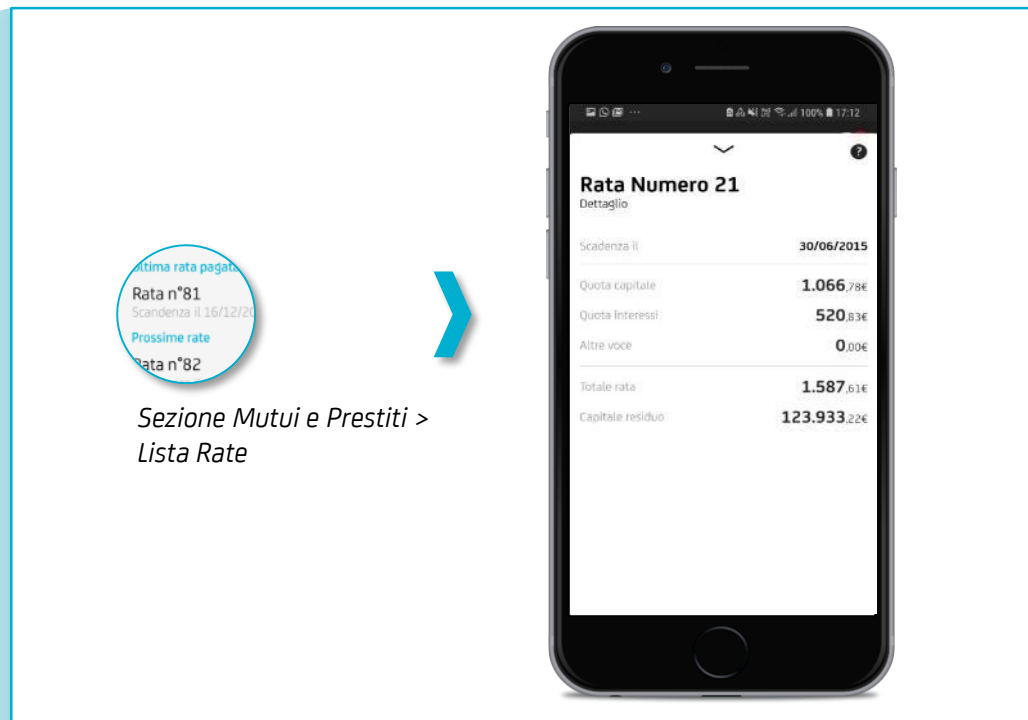 Ultima rata pagata
Rata n°81
Scandenza il 16/12/20
Prossime rate
Rata n°82
Sezione Mutui e Prestiti >
Lista Rate
100% 17:12
?
Rata Numero 21
Dettaglio
Scadenza il 30/06/2015
Quota capitale 1.066,78€
Quota interessi 520,83€
Altre voce 0,00€
Totale rata 1.587,61€
Capitale residuo 123.933,22€